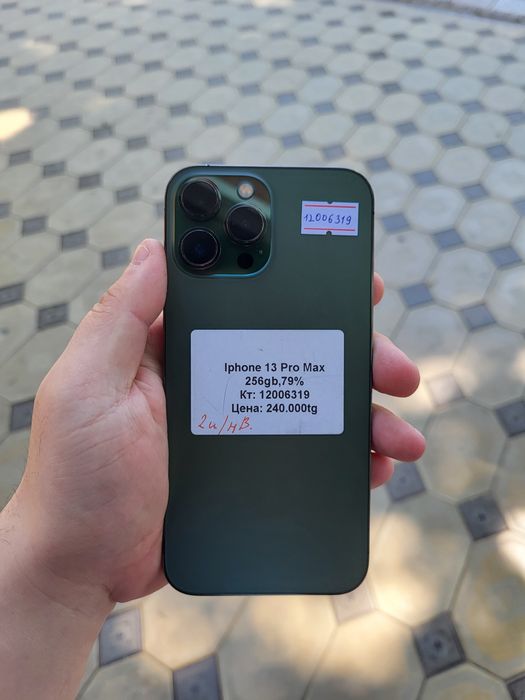 12006319
Iphone 13 Pro Max
256gb,79%
Кт: 12006319
Цена: 240.000tg
2и/нв.